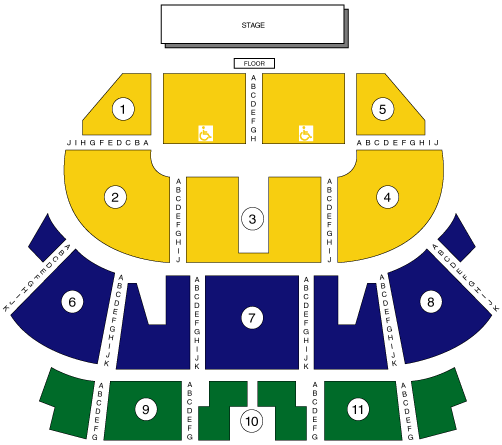 STAGE
FLOOR
A B C D E F G H
1
5
J I H G F E D C B A
A B C D E F G H I J
2
A B C D E F G H I J
3
A B C D E F G H I J
4
A B C D E F G H I J K
6
A B C D E F G H I J K
A B C D E F G H I J K
7
A B C D E F G H I J K
A B C D E F G H I J K
8
A B C D E F G H I J K
A B C D E F G
9
A B C D E F G
10
A B C D E F G
11
A B C D E F G